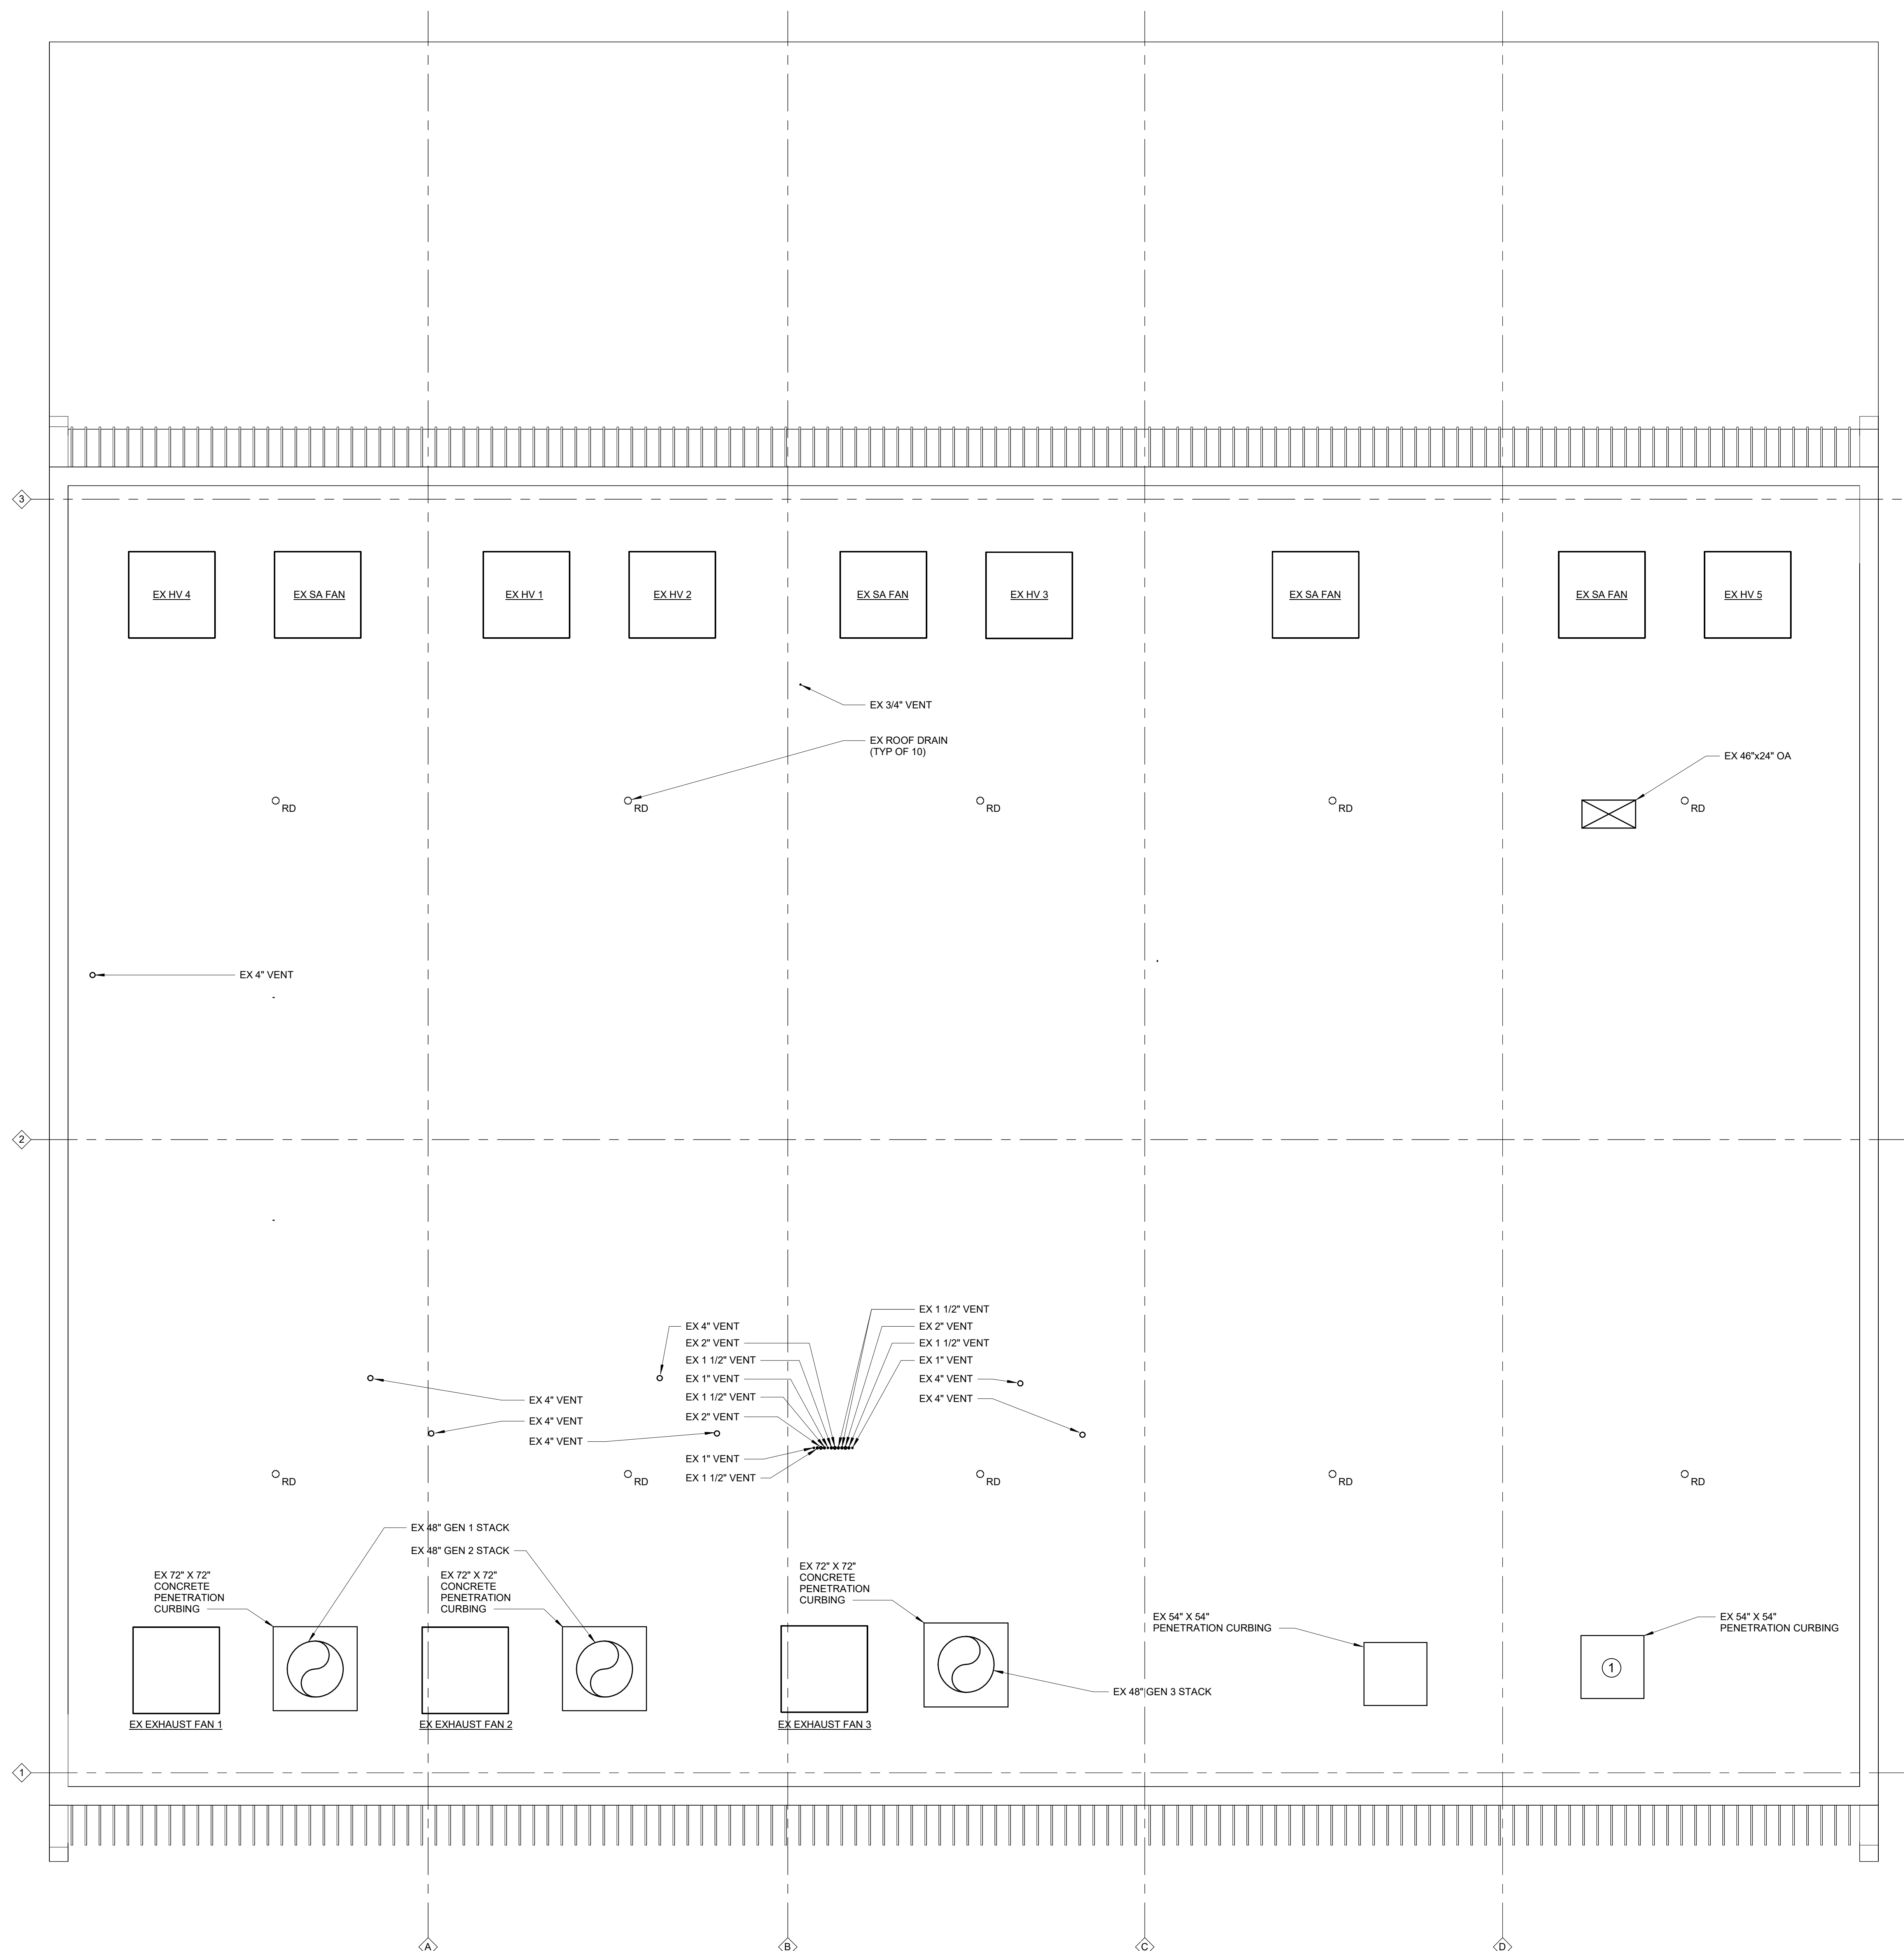 3
EX HV 4
EX SA FAN
EX HV 1
EX HV 2
EX SA FAN
EX HV 3
EX SA FAN
EX SA FAN
EX HV 5
EX 3/4" VENT
EX ROOF DRAIN
(TYP OF 10)
EX 46"x24" OA
RD
RD
RD
RD
RD
EX 4" VENT
2
EX 1 1/2" VENT
EX 4" VENT
EX 2" VENT
EX 2" VENT
EX 1 1/2" VENT
EX 1 1/2" VENT
EX 1" VENT
EX 1" VENT
EX 4" VENT
EX 1 1/2" VENT
EX 4" VENT
EX 4" VENT
EX 2" VENT
EX 4" VENT
EX 4" VENT
EX 1" VENT
EX 1 1/2" VENT
RD
RD
RD
RD
RD
EX 48" GEN 1 STACK
EX 48" GEN 2 STACK
EX 72" X 72"
CONCRETE
PENETRATION
CURBING
EX 72" X 72"
CONCRETE
PENETRATION
CURBING
EX 72" X 72"
CONCRETE
PENETRATION
CURBING
EX 54" X 54"
PENETRATION CURBING
EX 54" X 54"
PENETRATION CURBING
1
EX 48" GEN 3 STACK
EX EXHAUST FAN 1
EX EXHAUST FAN 2
EX EXHAUST FAN 3
1
A
B
C
D